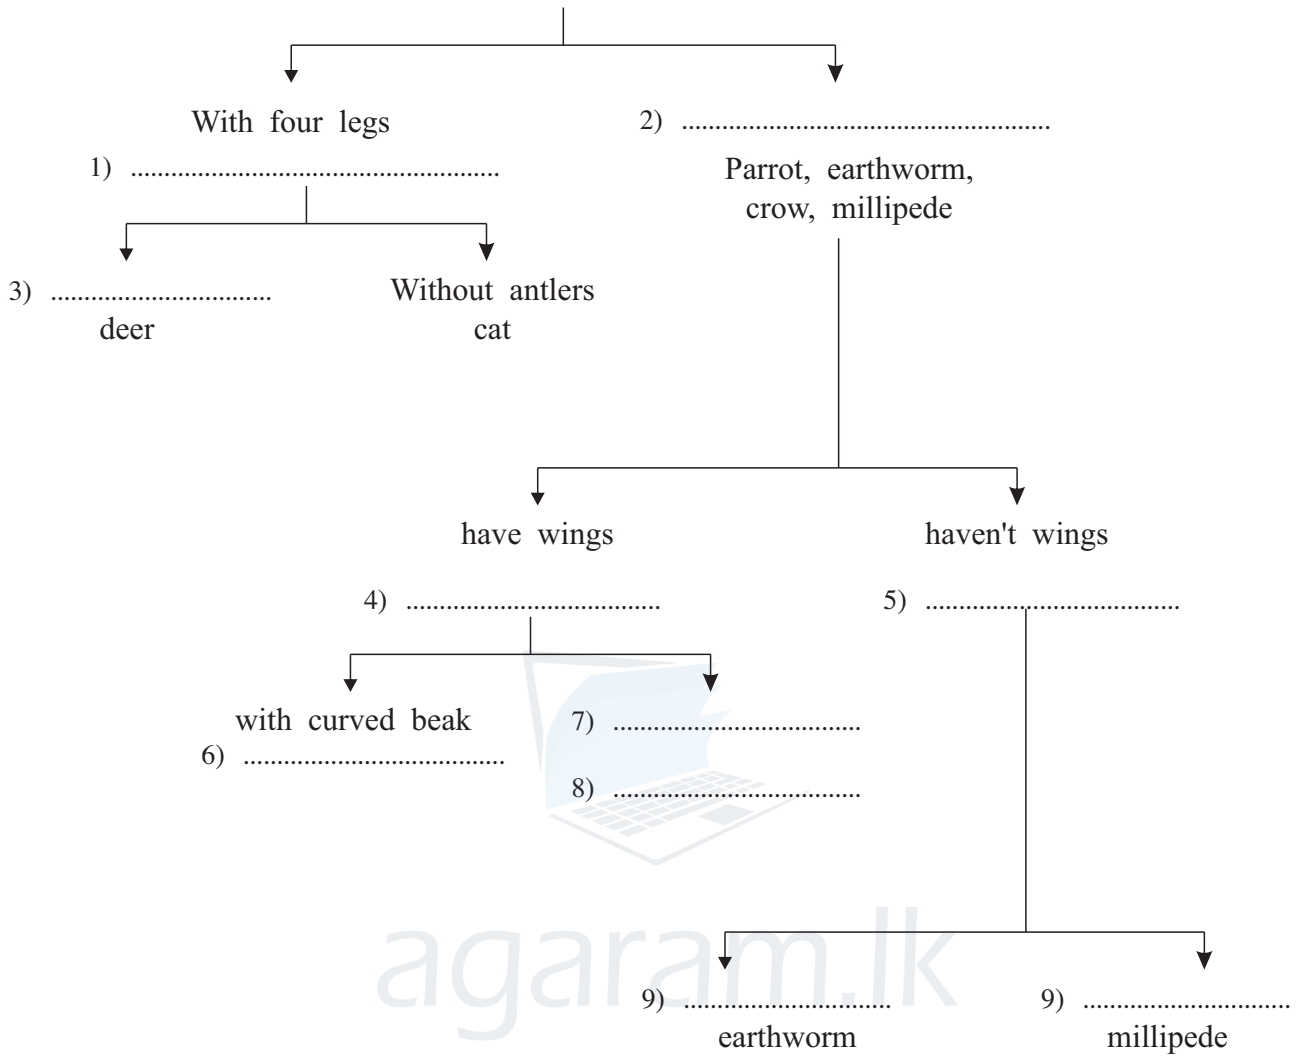 With four legs
1) .......................................................
2) .......................................................
Parrot, earthworm,
crow, millipede
3) .................................
deer
Without antlers
cat
have wings
haven't wings
4) ......................................
5) ......................................
with curved beak
6) .......................................
7) .....................................
8) .....................................
agaram.lk
9) ...............................
earthworm
9) ...............................
millipede